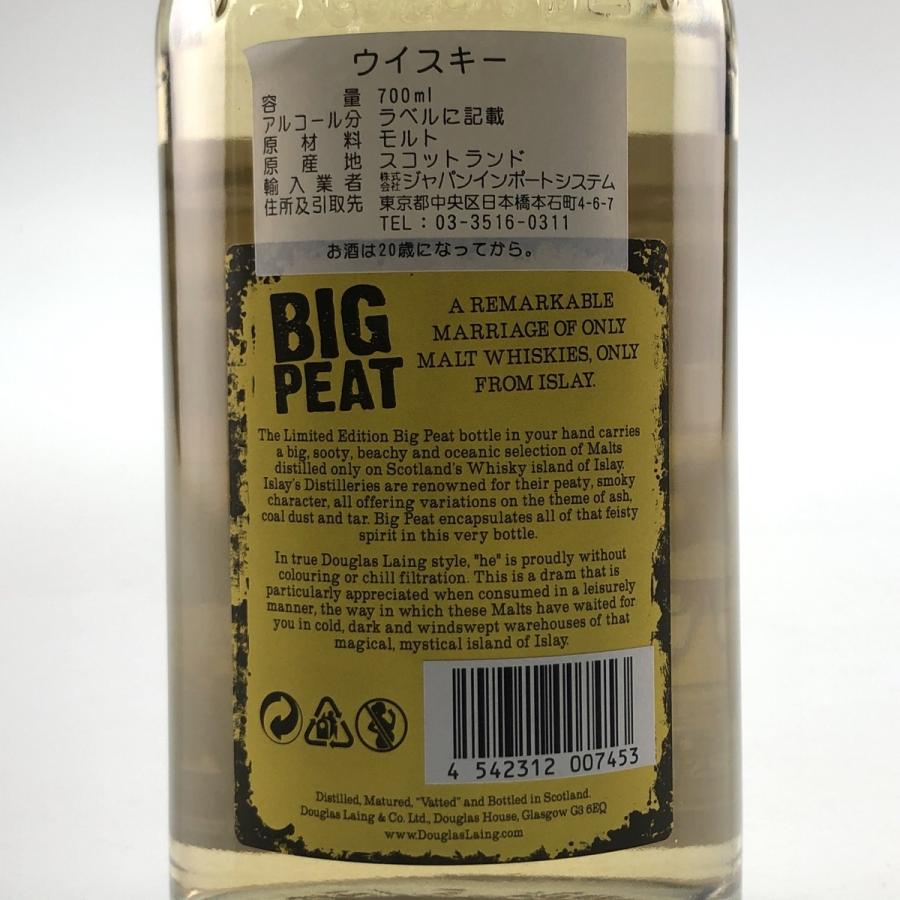 ウイスキー
容量 700ml
アルコール分 ラベルに記載
原材料 モルト
原産地 スコットランド
輸入業者 株式会社ジャパンインポートシステム
住所及引取先 東京都中央区日本橋本石町4-6-7
TEL：03-3516-0311
お酒は20歳になってから。
BIG
PEAT
A REMARKABLE
MARRIAGE OF ONLY
MALT WHISKIES, ONLY
FROM ISLAY.
The Limited Edition Big Peat bottle in your hand carries
a big, sooty, beachy and oceanic selection of Malts
distilled only on Scotland's Whisky island of Islay.
Islay's Distilleries are renowned for their peaty, smoky
character, all offering variations on the theme of ash,
coal dust and tar. Big Peat encapsulates all of that feisty
spirit in this very bottle.
In true Douglas Laing style, "he" is proudly without
colouring or chill filtration. This is a dram that is
particularly appreciated when consumed in a leisurely
manner, the way in which these Malts have waited for
you in cold, dark and windswept warehouses of that
magical, mystical island of Islay.
4 542312 007453
Distilled, Matured, "Vatted" and Bottled in Scotland.
Douglas Laing & Co. Ltd., Douglas House, Glasgow G3 6EQ
www.DouglasLaing.com